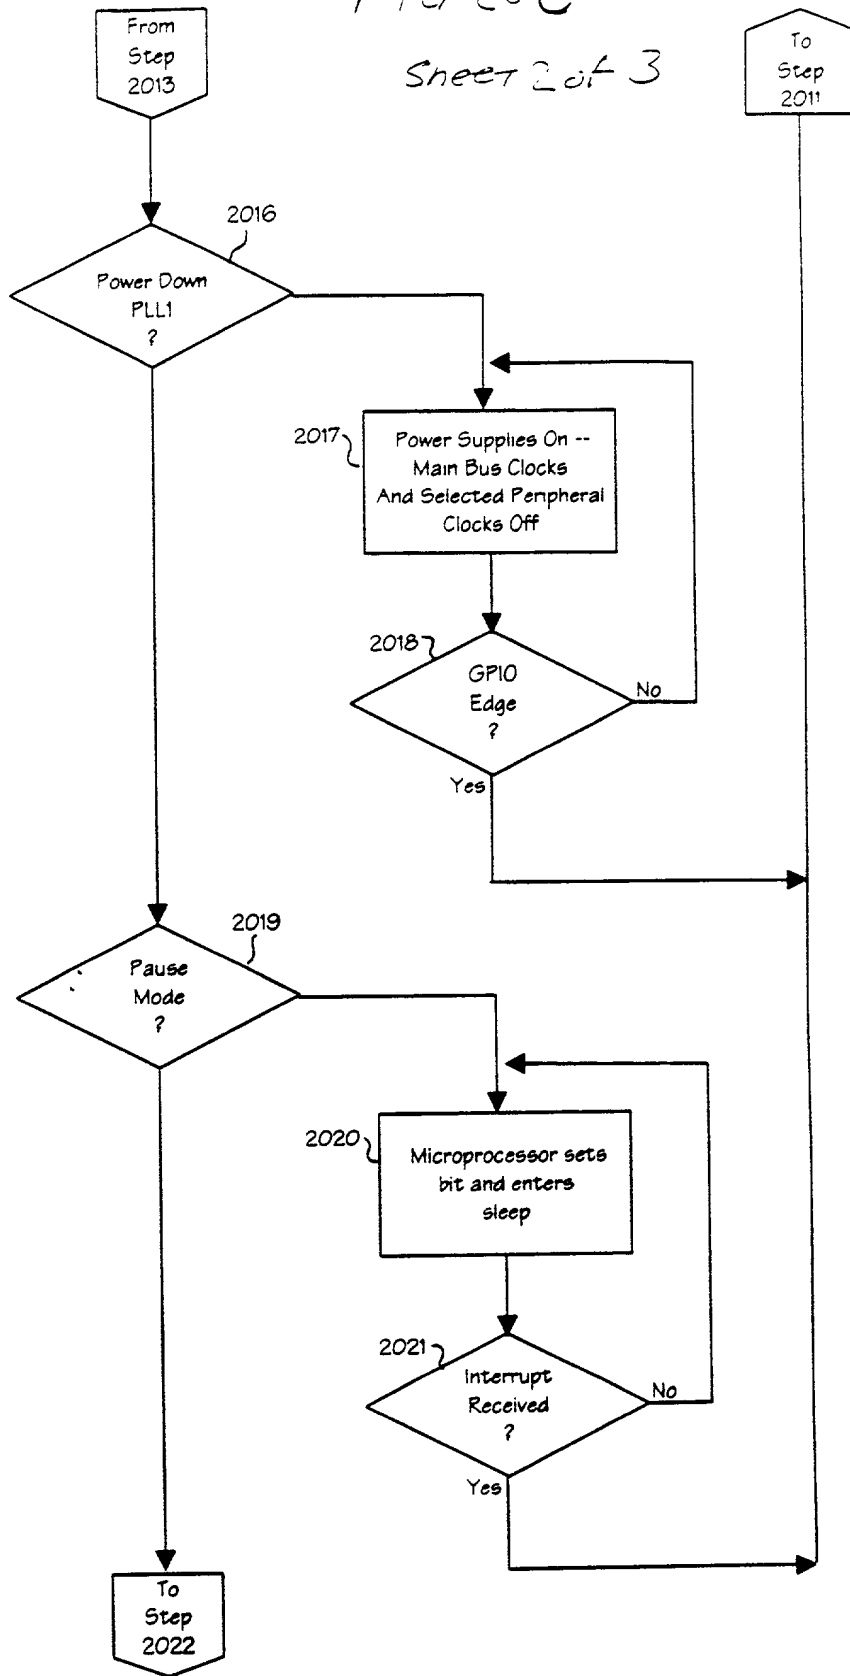 From
Step
2013
Sheet 2 of 3
To
Step
2011
2016
Power Down
PLL1
?
2017
Power Supplies On --
Main Bus Clocks
And Selected Peripheral
Clocks Off
2018
GPIO
Edge
?
No
Yes
2019
Pause
Mode
?
2020
Microprocessor sets
bit and enters
sleep
2021
Interrupt
Received
?
No
Yes
To
Step
2022